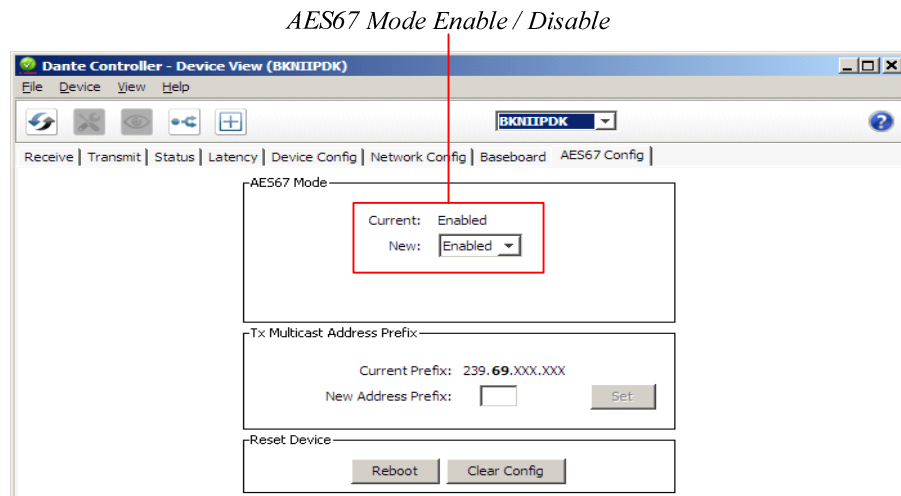 AES67 Mode Enable / Disable
Dante Controller - Device View (BKNIIPDK)
File Device View Help
BKNIIPDK
?
Receive | Transmit | Status | Latency | Device Config | Network Config | Baseboard AES67 Config |
AES67 Mode
Current: Enabled
New: Enabled
Tx Multicast Address Prefix
Current Prefix: 239.69.XXX.XXX
New Address Prefix: Set
Reset Device
Reboot Clear Config